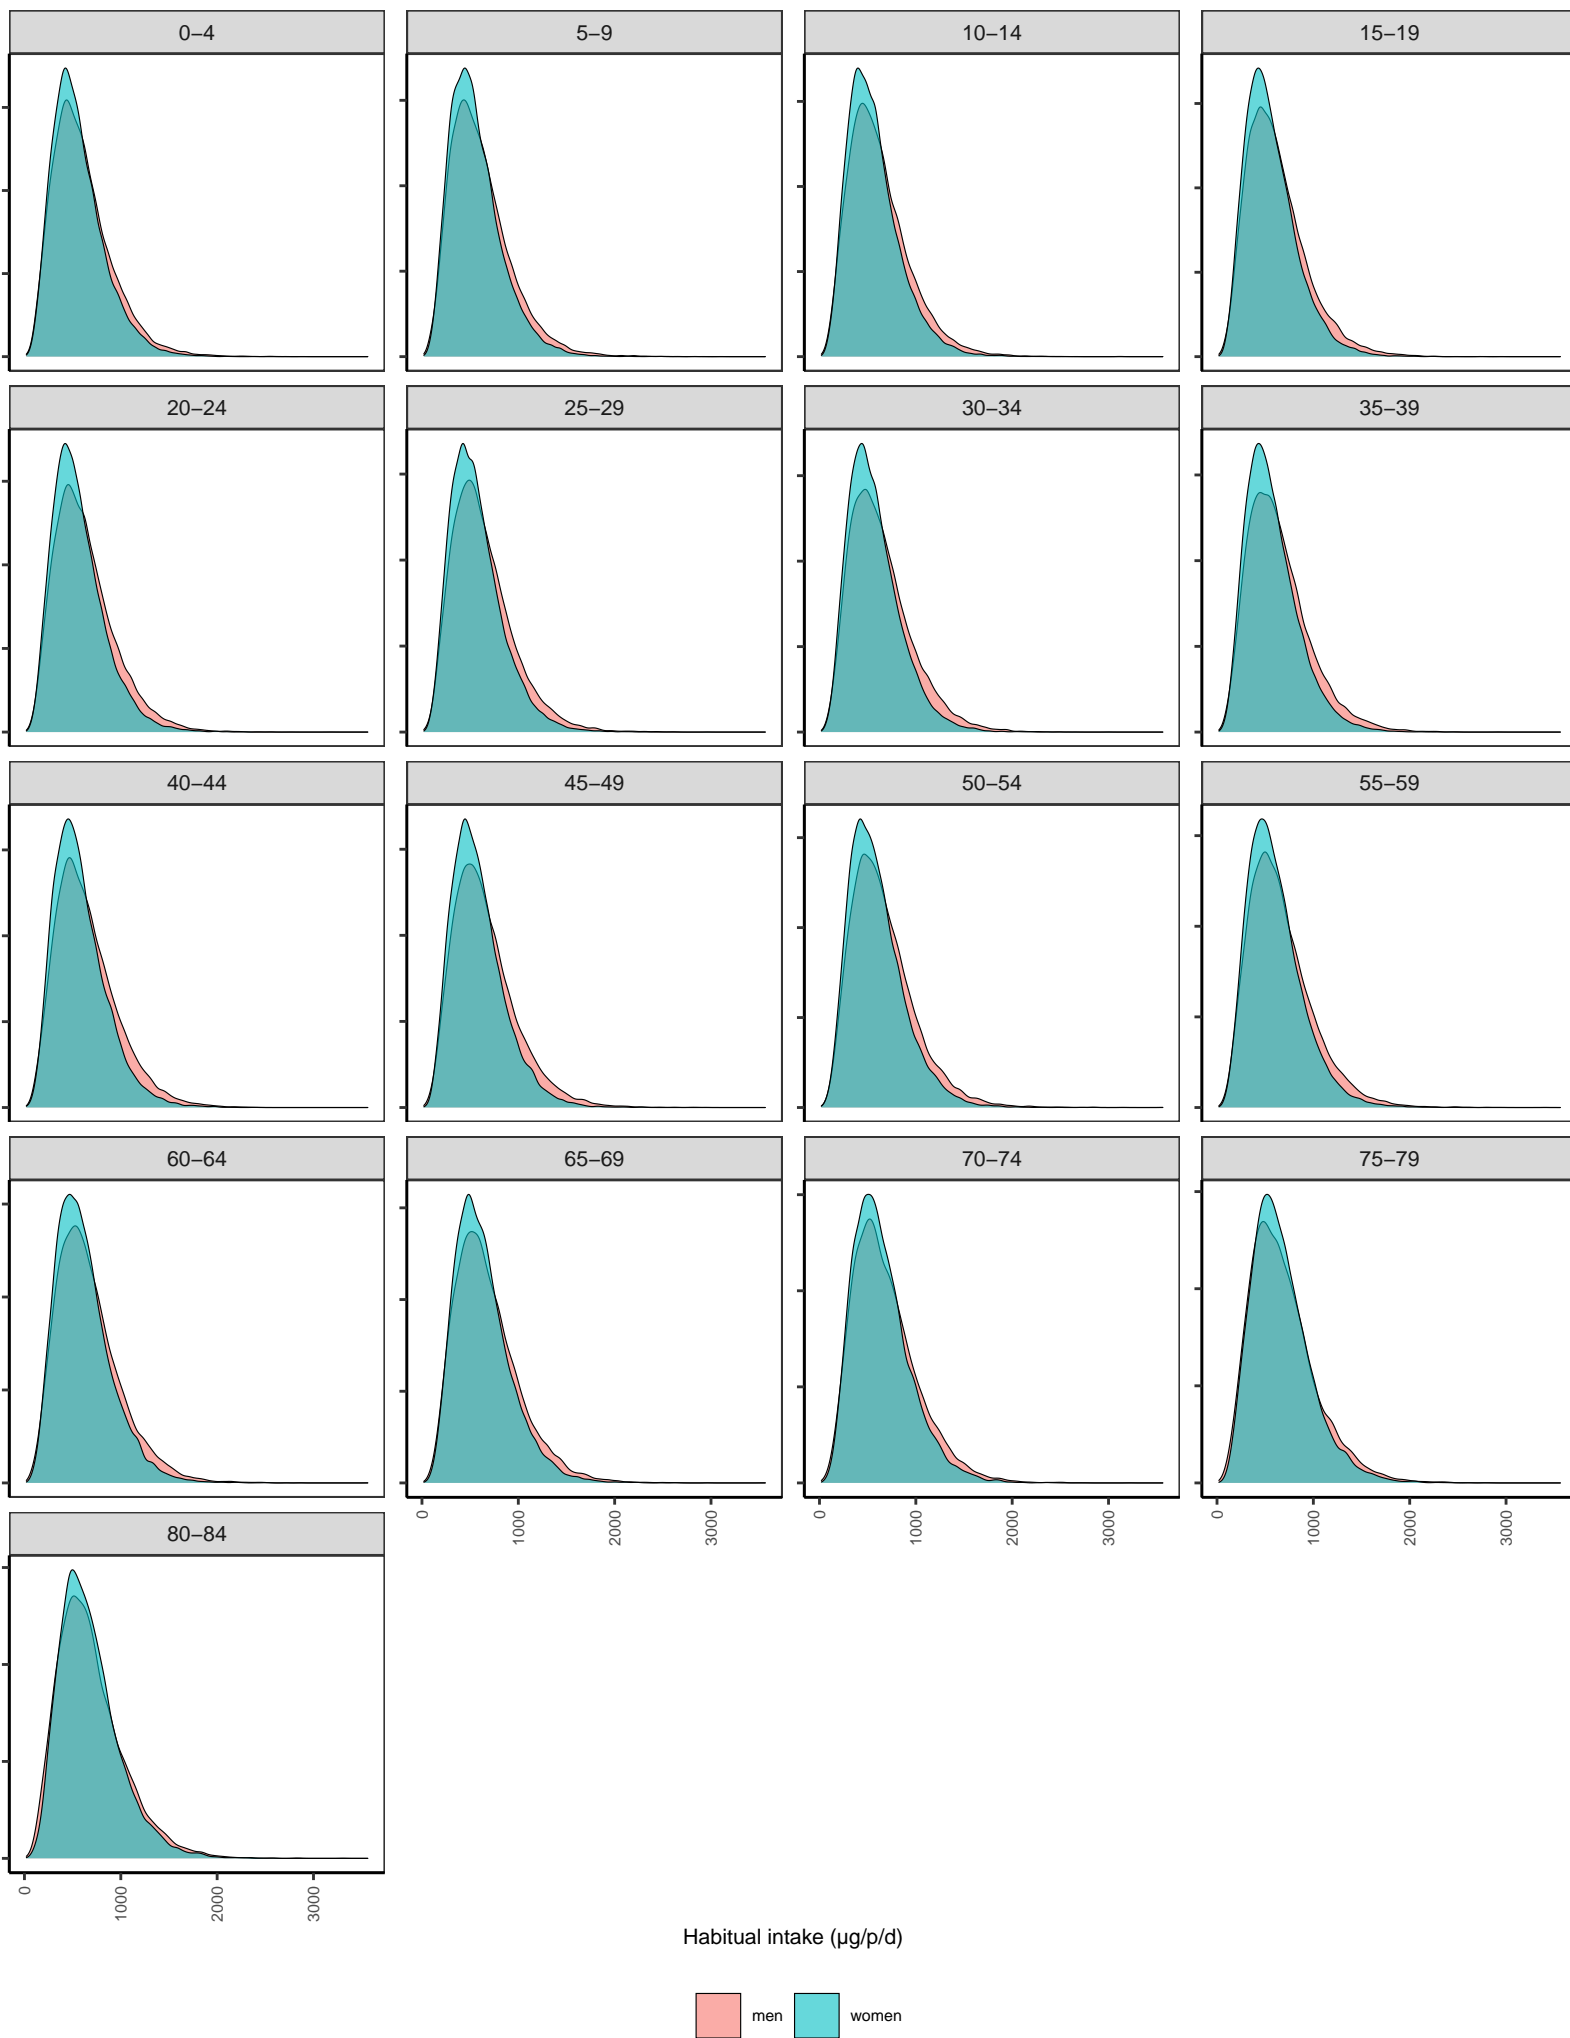 0–4 5–9 10–14 15–19
20–24 25–29 30–34 35–39
40–44 45–49 50–54 55–59
60–64 65–69 70–74 75–79
0 1000 2000 3000 0 1000 2000 3000 0 1000 2000 3000
80–84
0 1000 2000 3000
Habitual intake (µg/p/d)
men women